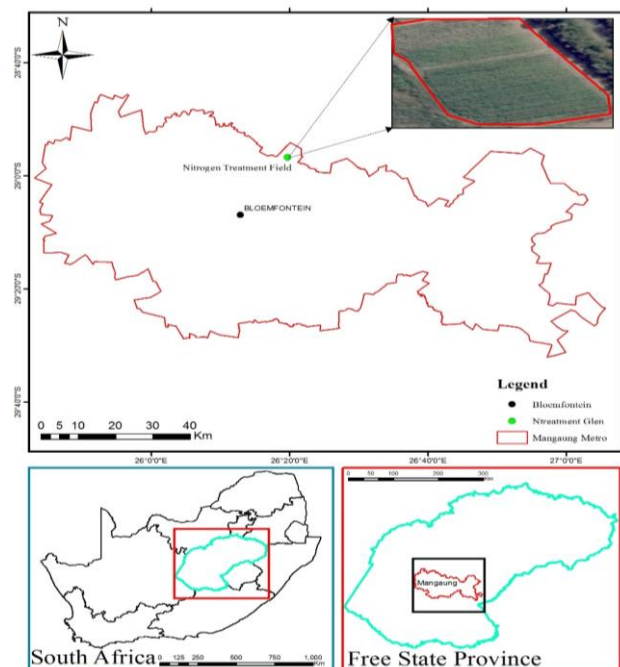 N
28°40'0"S
Nitrogen Treatment Field
29°0'0"S
BLOEMFONTEIN
29°20'0"S
Legend
Bloemfontein
Ntreatment Glen
Mangaung Metro
29°40'0"S
0 5 10 20 30 40
Km
26°0'0"E 26°20'0"E 26°40'0"E 27°0'0"E
0 50 100 200 300
Km
Mangaung
0 125 250 500 750 1,000
Km
South Africa
Free State Province